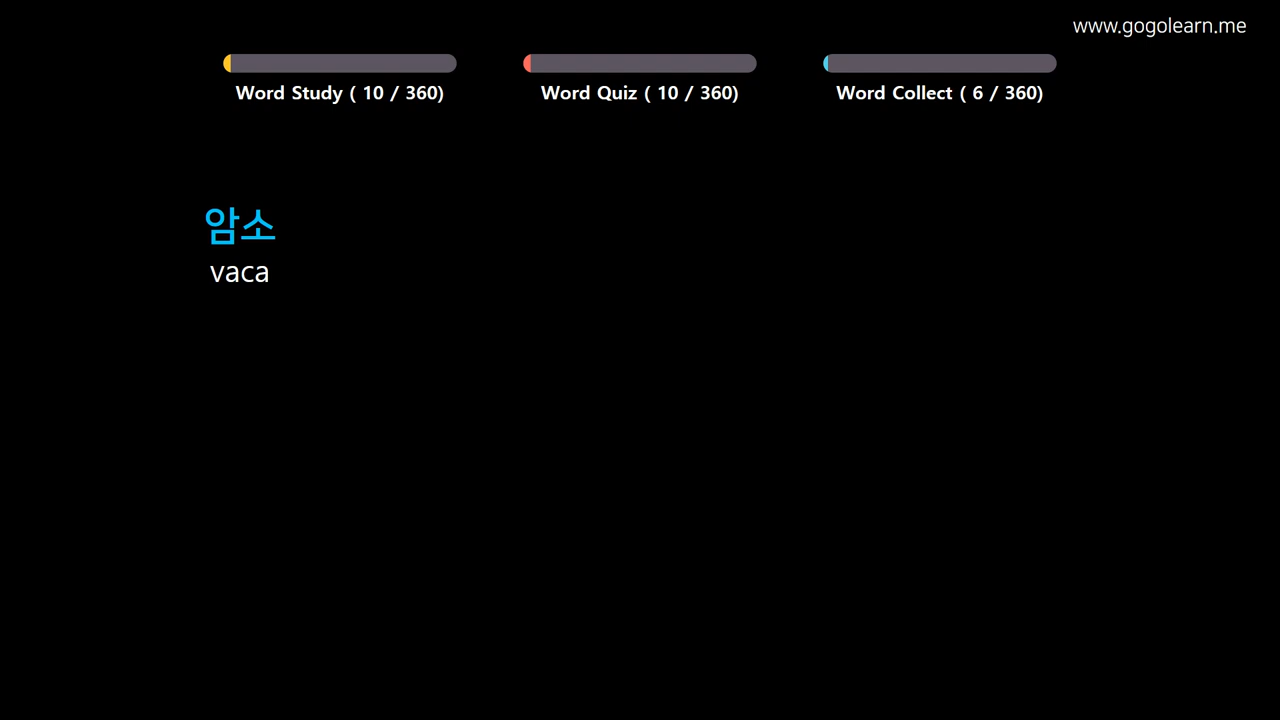 www.gogolearn.me
Word Study ( 10 / 360)
Word Quiz ( 10 / 360)
Word Collect ( 6 / 360)
암소
vaca